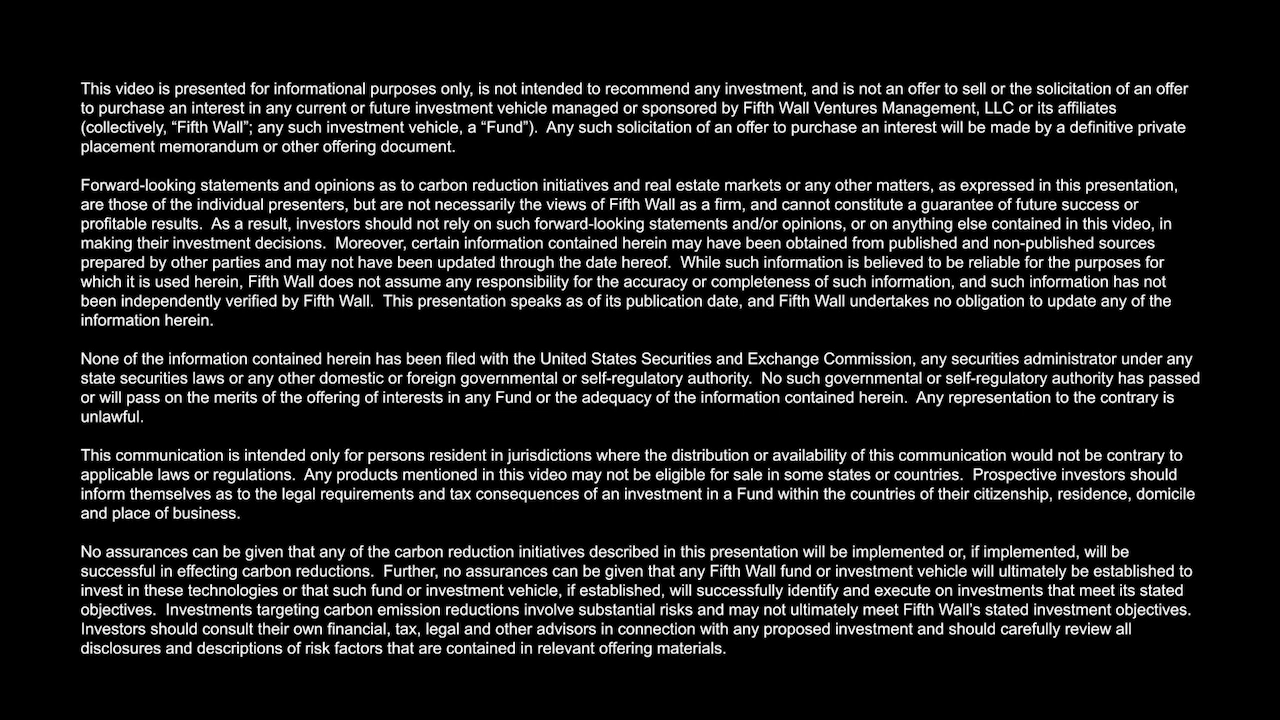 This video is presented for informational purposes only, is not intended to recommend any investment, and is not an offer to sell or the solicitation of an offer
to purchase an interest in any current or future investment vehicle managed or sponsored by Fifth Wall Ventures Management, LLC or its affiliates
(collectively, “Fifth Wall”; any such investment vehicle, a “Fund”).  Any such solicitation of an offer to purchase an interest will be made by a definitive private
placement memorandum or other offering document.
Forward-looking statements and opinions as to carbon reduction initiatives and real estate markets or any other matters, as expressed in this presentation,
are those of the individual presenters, but are not necessarily the views of Fifth Wall as a firm, and cannot constitute a guarantee of future success or
profitable results.  As a result, investors should not rely on such forward-looking statements and/or opinions, or on anything else contained in this video, in
making their investment decisions.  Moreover, certain information contained herein may have been obtained from published and non-published sources
prepared by other parties and may not have been updated through the date hereof.  While such information is believed to be reliable for the purposes for
which it is used herein, Fifth Wall does not assume any responsibility for the accuracy or completeness of such information, and such information has not
been independently verified by Fifth Wall.  This presentation speaks as of its publication date, and Fifth Wall undertakes no obligation to update any of the
information herein.
None of the information contained herein has been filed with the United States Securities and Exchange Commission, any securities administrator under any
state securities laws or any other domestic or foreign governmental or self-regulatory authority.  No such governmental or self-regulatory authority has passed
or will pass on the merits of the offering of interests in any Fund or the adequacy of the information contained herein.  Any representation to the contrary is
unlawful.
This communication is intended only for persons resident in jurisdictions where the distribution or availability of this communication would not be contrary to
applicable laws or regulations.  Any products mentioned in this video may not be eligible for sale in some states or countries.  Prospective investors should
inform themselves as to the legal requirements and tax consequences of an investment in a Fund within the countries of their citizenship, residence, domicile
and place of business.
No assurances can be given that any of the carbon reduction initiatives described in this presentation will be implemented or, if implemented, will be
successful in effecting carbon reductions.  Further, no assurances can be given that any Fifth Wall fund or investment vehicle will ultimately be established to
invest in these technologies or that such fund or investment vehicle, if established, will successfully identify and execute on investments that meet its stated
objectives.  Investments targeting carbon emission reductions involve substantial risks and may not ultimately meet Fifth Wall’s stated investment objectives.
Investors should consult their own financial, tax, legal and other advisors in connection with any proposed investment and should carefully review all
disclosures and descriptions of risk factors that are contained in relevant offering materials.